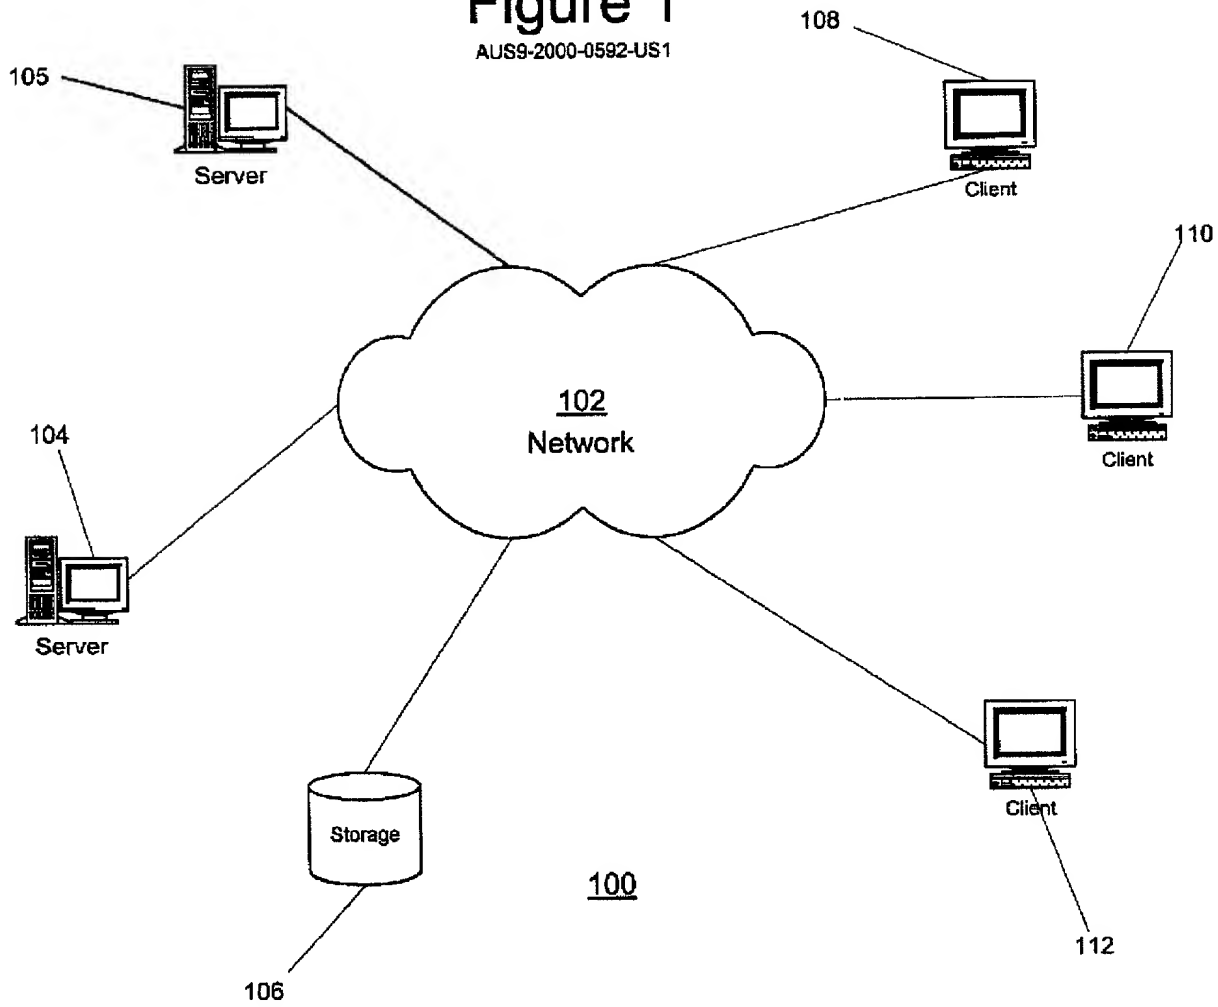 Figure 1
AUS9-2000-0592-US1
108
105
Server
Client
110
102
Network
Client
104
Server
Client
Storage
100
112
106